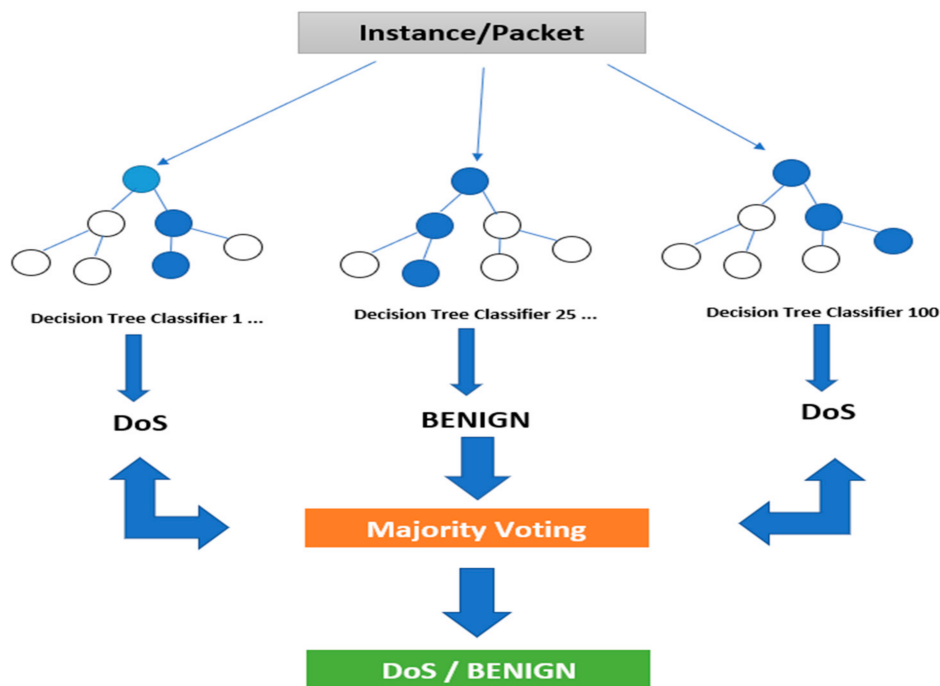 Instance/Packet
Decision Tree Classifier 1 ...
Decision Tree Classifier 25 ...
Decision Tree Classifier 100
DoS
BENIGN
DoS
Majority Voting
DoS / BENIGN